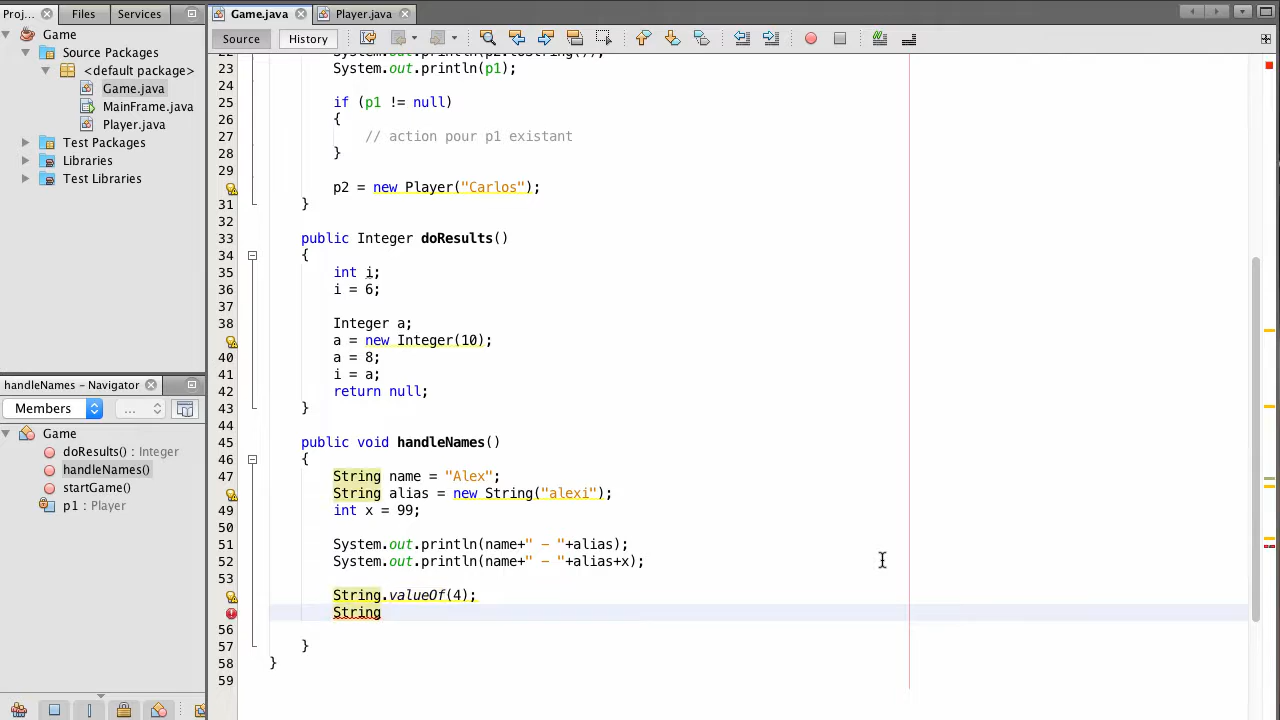 Proj...
Files
Services
Game.java
Player.java
Game
Source Packages
<default package>
Game.java
MainFrame.java
Player.java
Test Packages
Libraries
Test Libraries
handleNames - Navigator
Members
...
Game
doResults() : Integer
handleNames()
startGame()
p1 : Player
Source
History
23 System.out.println(p1);
24
25 if (p1 != null)
26 {
27 // action pour p1 existant
28 }
29
p2 = new Player("Carlos");
31 }
32
33 public Integer doResults()
34 {
35 int i;
36 i = 6;
37
38 Integer a;
a = new Integer(10);
40 a = 8;
41 i = a;
42 return null;
43 }
44
45 public void handleNames()
46 {
47 String name = "Alex";
String alias = new String("alexi");
49 int x = 99;
50
51 System.out.println(name+" - "+alias);
52 System.out.println(name+" - "+alias+x);
53
String.valueOf(4);
String
56
57 }
58 }
59